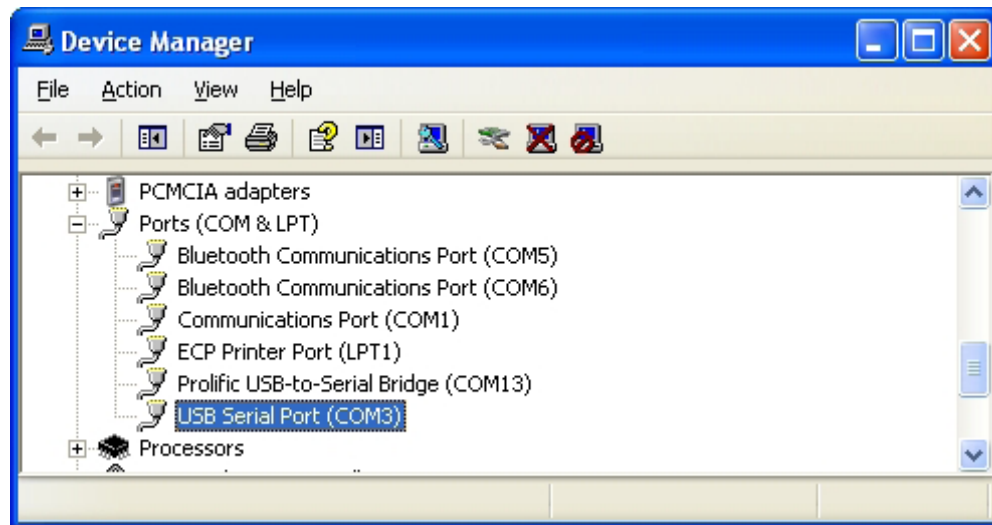 Device Manager
File Action View Help
PCMCIA adapters
Ports (COM & LPT)
Bluetooth Communications Port (COM5)
Bluetooth Communications Port (COM6)
Communications Port (COM1)
ECP Printer Port (LPT1)
Prolific USB-to-Serial Bridge (COM13)
USB Serial Port (COM3)
Processors